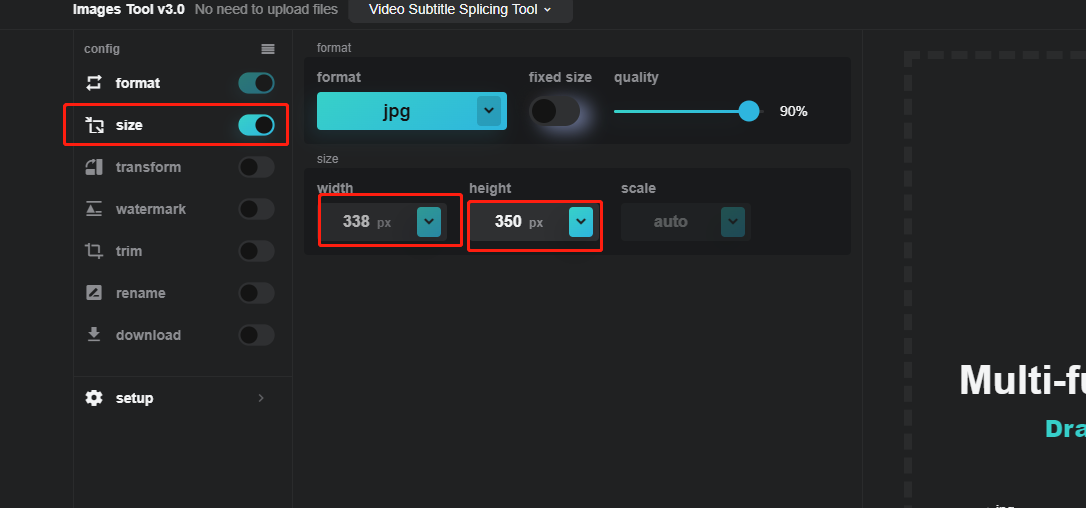 Images Tool v3.0 No need to upload files Video Subtitle Splicing Tool
config
format
size
transform
watermark
trim
rename
download
setup
format
format fixed size quality
jpg 90%
size
width height scale
338 px 350 px auto
Multi-fu
Dra